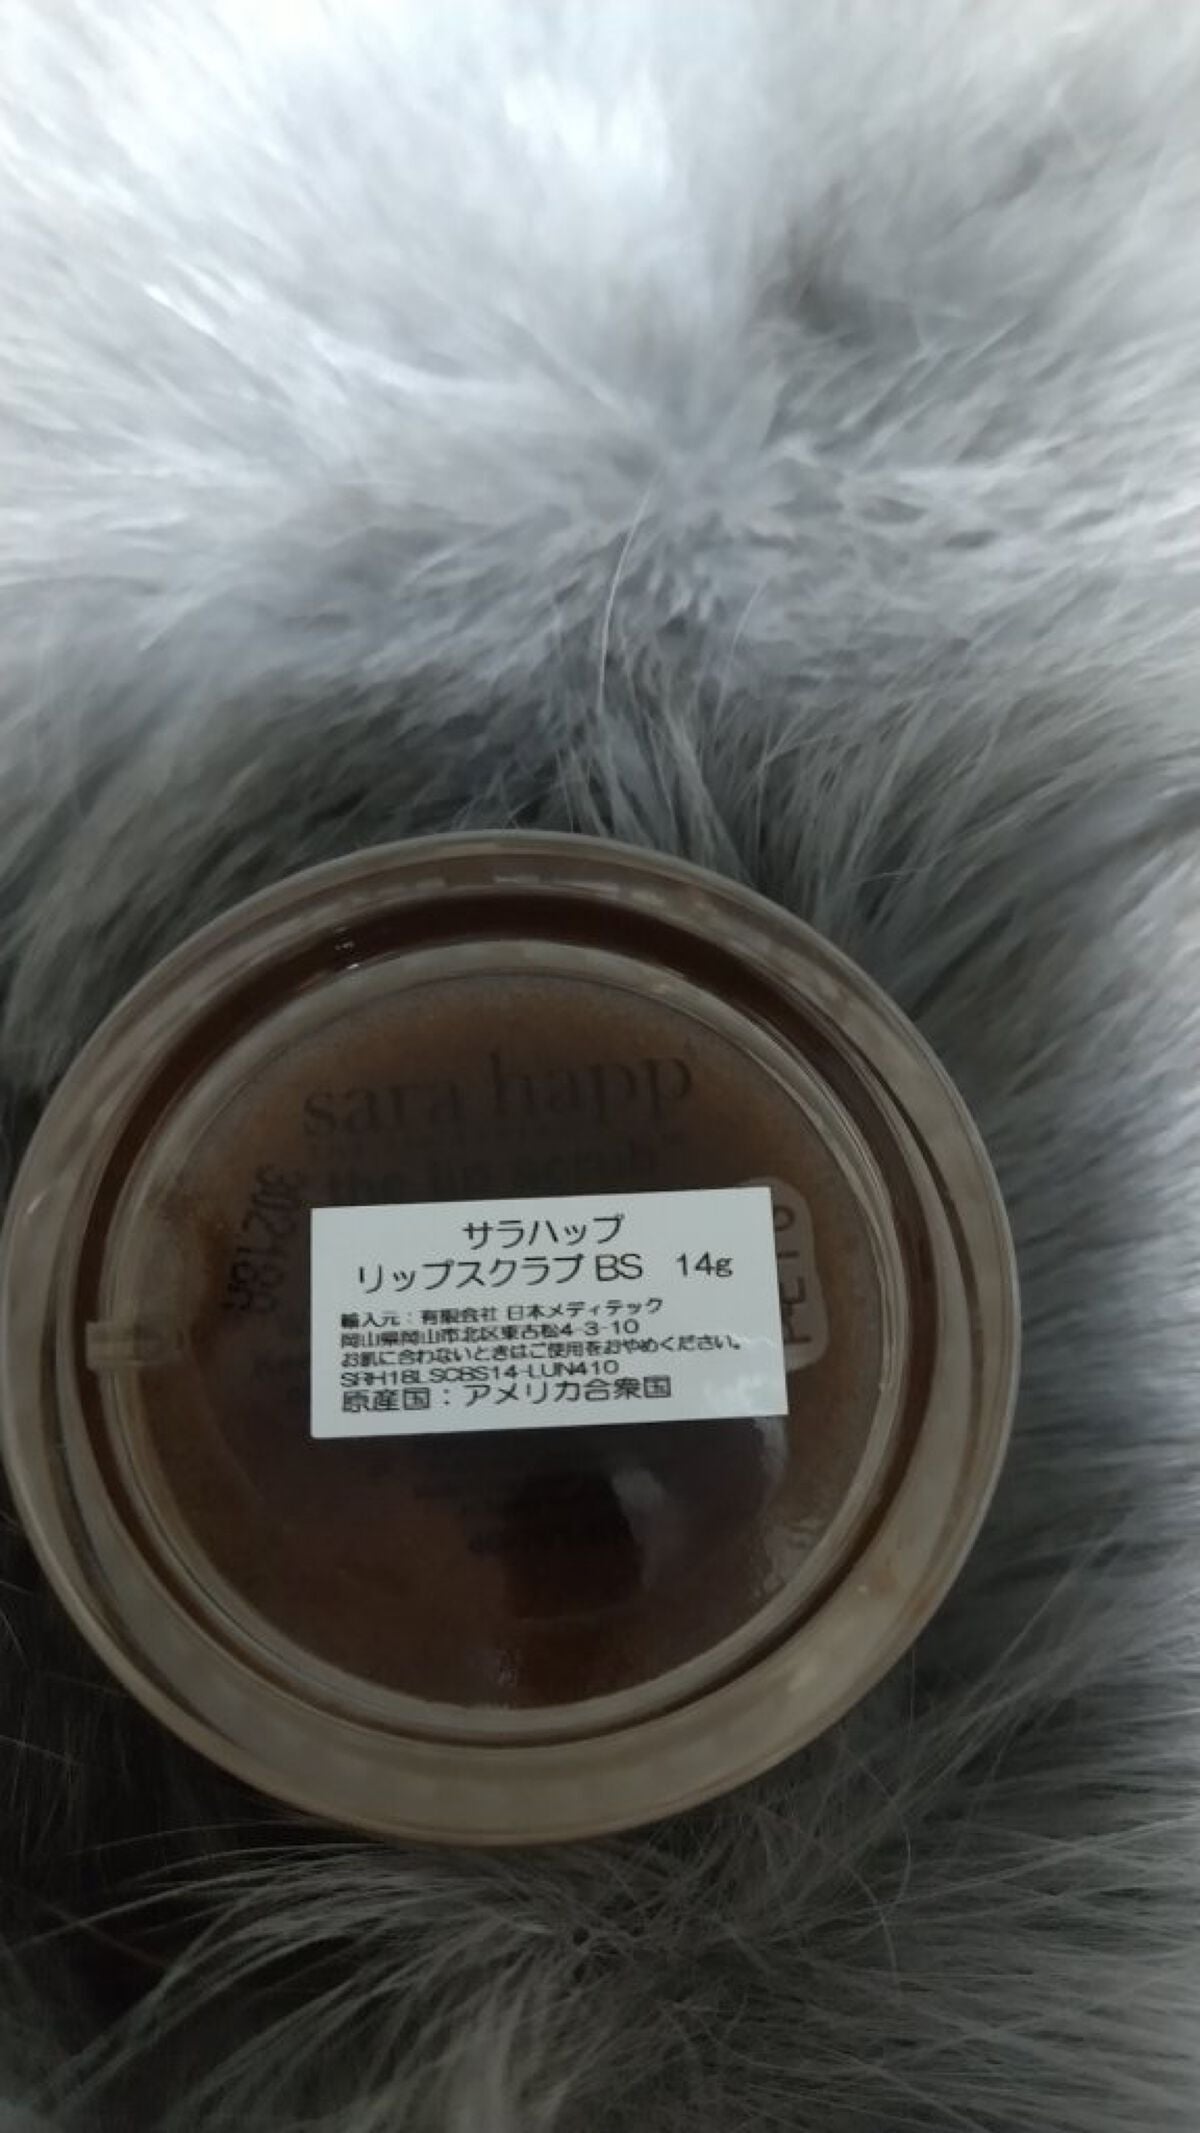 sara happ
the lip scrub
サラハップ
リップスクラブ BS 14g
輸入元：有限会社 日本メディテック
岡山県岡山市北区東古松4-3-10
お肌に合わないときはご使用をおやめください。
SRH18LSCBS14-LUN410
原産国：アメリカ合衆国